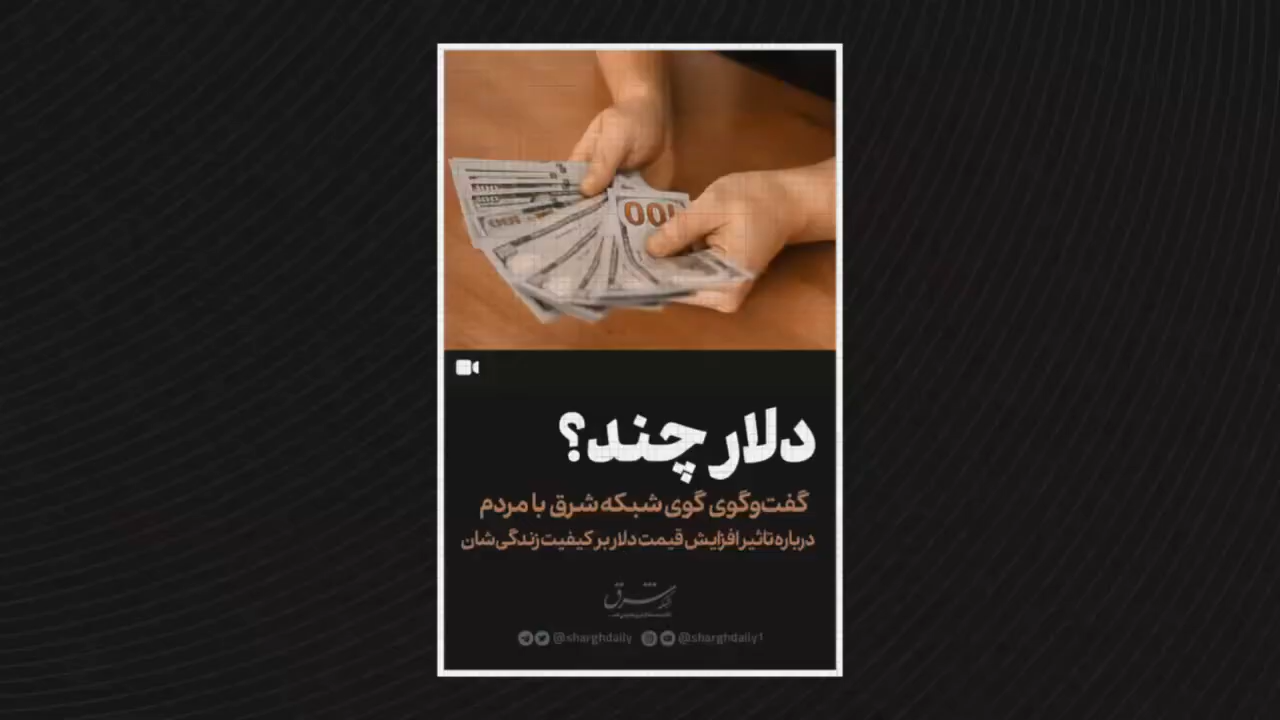 100
دلار چند؟
گفت‌وگوی گوی شبکه شرق با مردم
درباره تاثیر افزایش قیمت دلار بر کیفیت زندگی شان
شرق
@sharghdaily @sharghdaily1